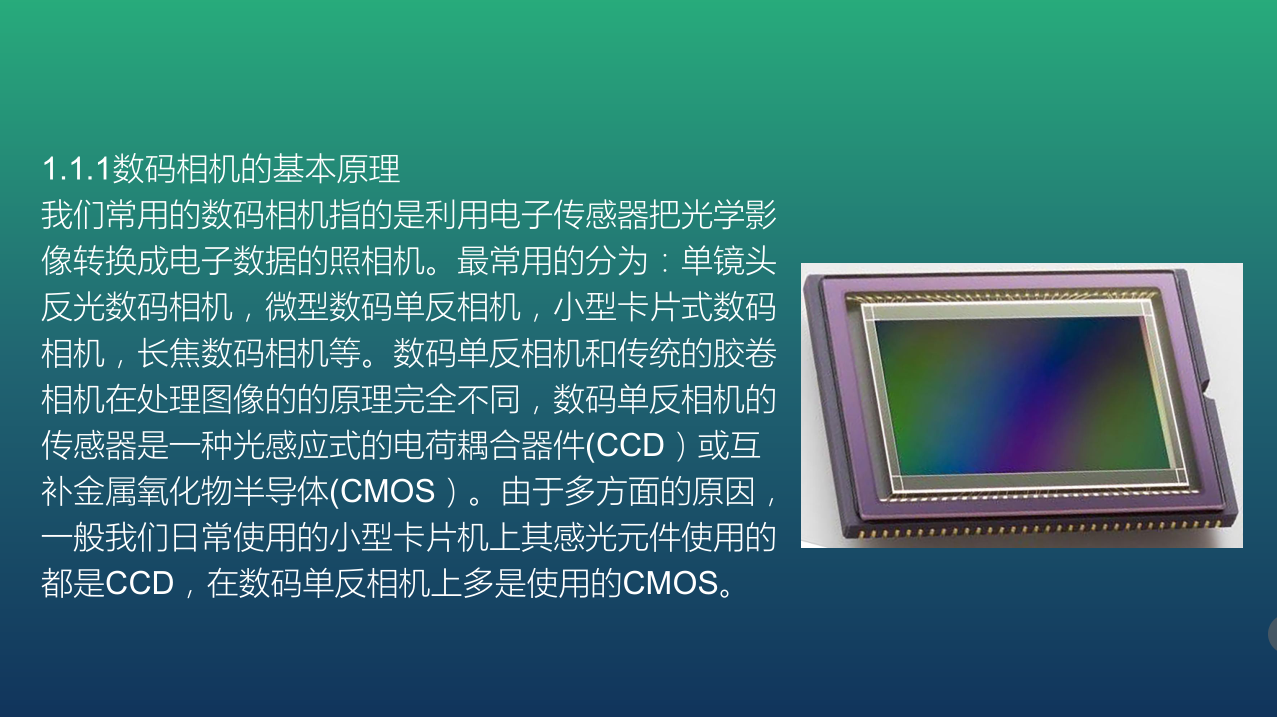 1.1.1数码相机的基本原理
我们常用的数码相机指的是利用电子传感器把光学影
像转换成电子数据的照相机。最常用的分为：单镜头
反光数码相机，微型数码单反相机，小型卡片式数码
相机，长焦数码相机等。数码单反相机和传统的胶卷
相机在处理图像的的原理完全不同，数码单反相机的
传感器是一种光感应式的电荷耦合器件(CCD）或互
补金属氧化物半导体(CMOS）。由于多方面的原因，
一般我们日常使用的小型卡片机上其感光元件使用的
都是CCD，在数码单反相机上多是使用的CMOS。